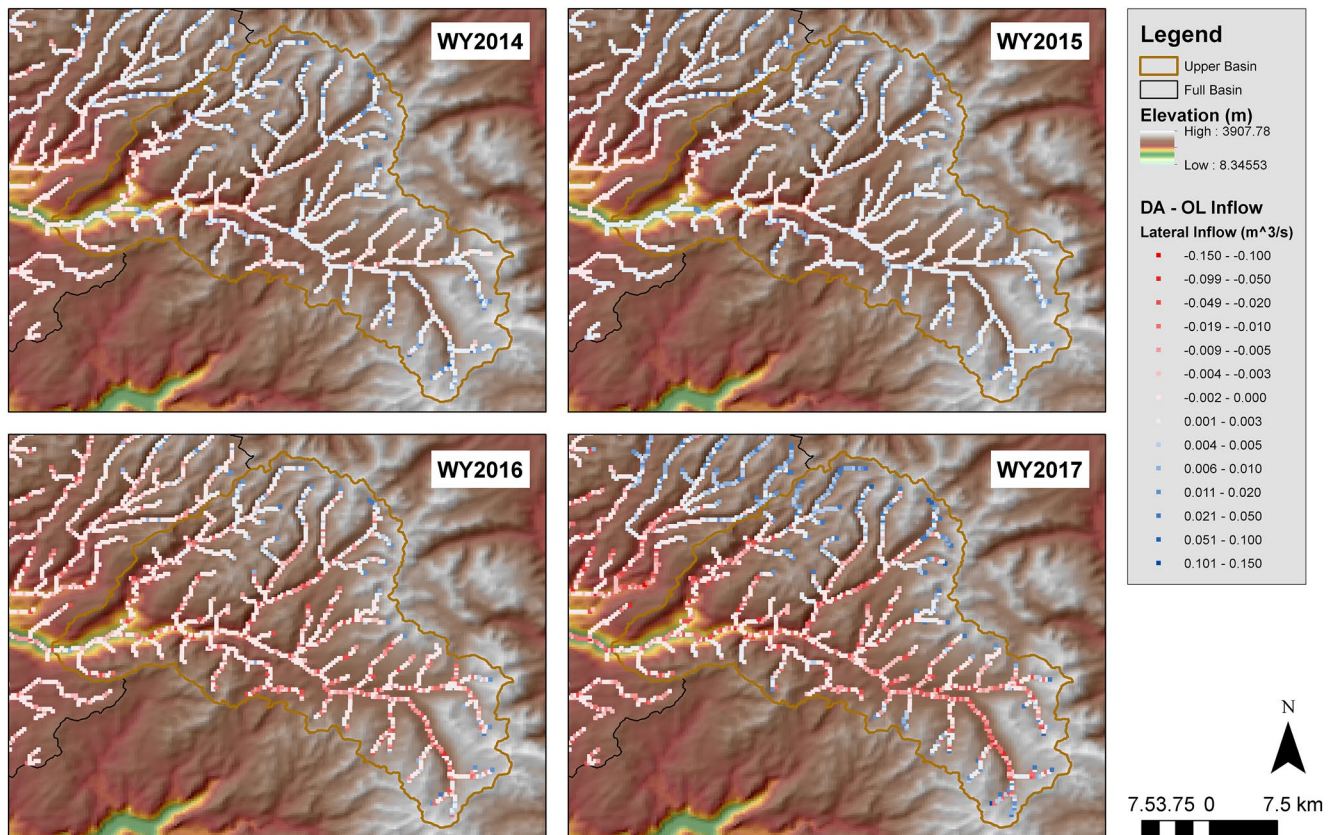 WY2014
WY2015
WY2016
WY2017
Legend
Upper Basin
Full Basin
Elevation (m)
High : 3907.78
Low : 8.34553
DA - OL Inflow
Lateral Inflow (m^3/s)
-0.150 - -0.100
-0.099 - -0.050
-0.049 - -0.020
-0.019 - -0.010
-0.009 - -0.005
-0.004 - -0.003
-0.002 - 0.000
0.001 - 0.003
0.004 - 0.005
0.006 - 0.010
0.011 - 0.020
0.021 - 0.050
0.051 - 0.100
0.101 - 0.150
N
7.53.75 0 7.5 km